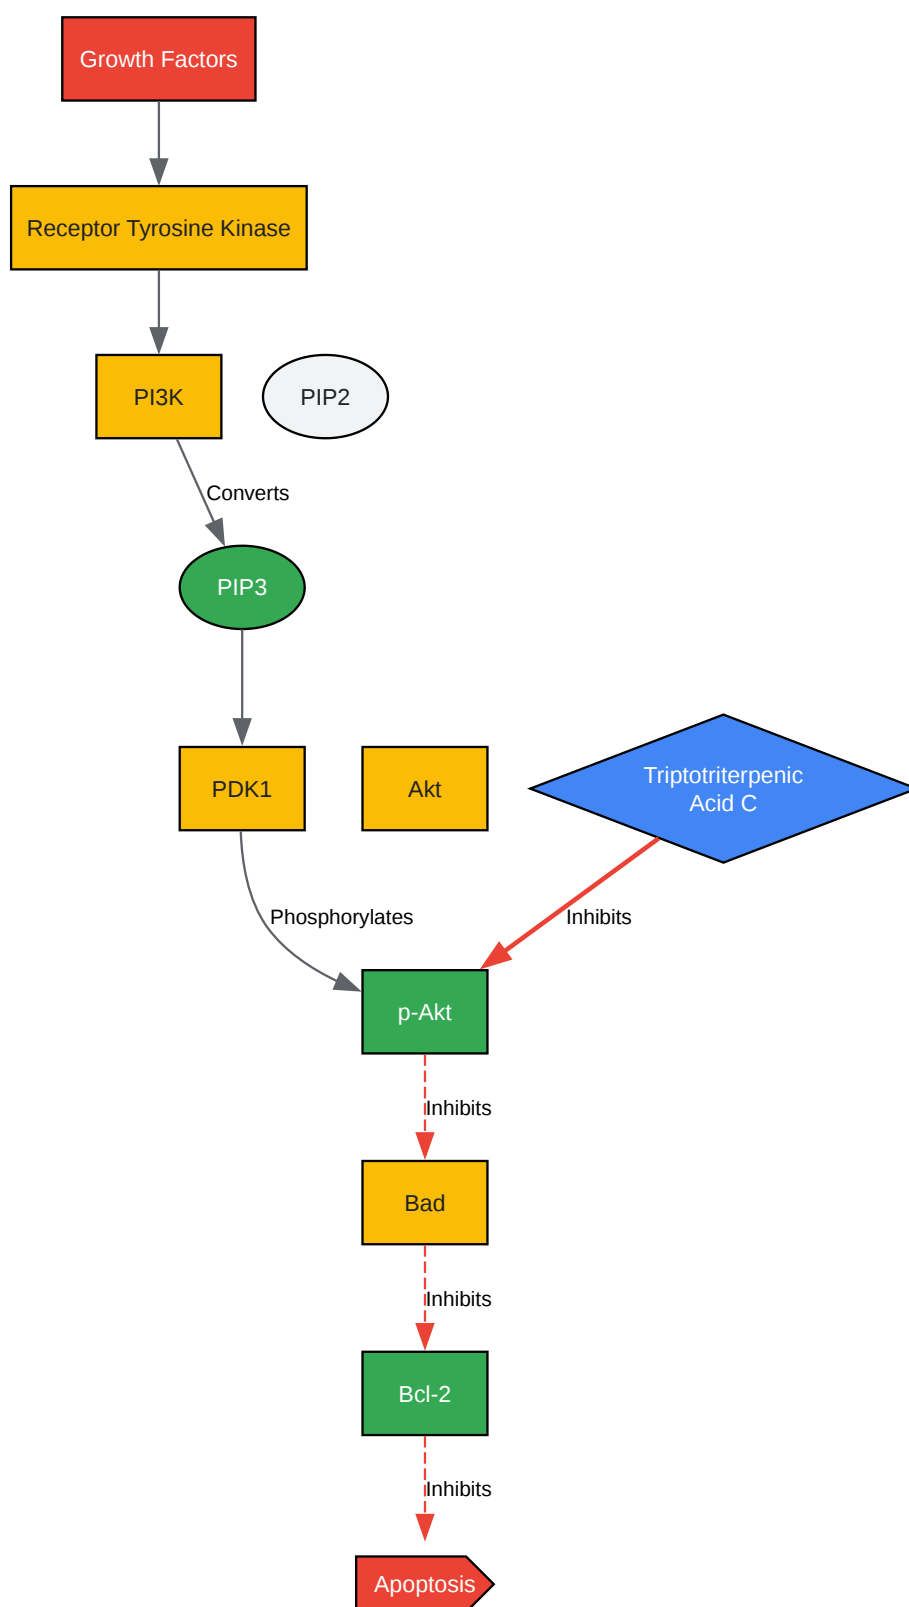 Growth Factors
Receptor Tyrosine Kinase
PI3K
PIP2
Converts
PIP3
PDK1
Akt
Triptotriterpenic
Acid C
Phosphorylates
Inhibits
p-Akt
Inhibits
Bad
Inhibits
Bcl-2
Inhibits
Apoptosis